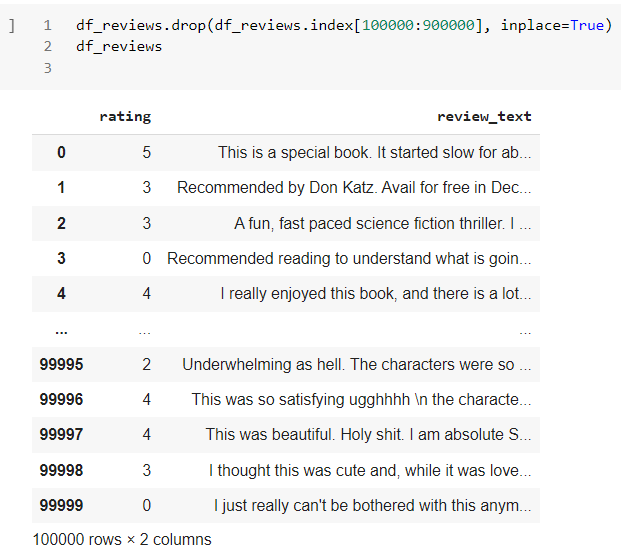 ] 1 df_reviews.drop(df_reviews.index[100000:900000], inplace=True)
2 df_reviews
3
rating review_text
0 5 This is a special book. It started slow for ab...
1 3 Recommended by Don Katz. Avail for free in Dec...
2 3 A fun, fast paced science fiction thriller. I ...
3 0 Recommended reading to understand what is goin...
4 4 I really enjoyed this book, and there is a lot...
... ... ...
99995 2 Underwhelming as hell. The characters were so ...
99996 4 This was so satisfying ugghhhh \n the characte...
99997 4 This was beautiful. Holy shit. I am absolute S...
99998 3 I thought this was cute and, while it was love...
99999 0 I just really can't be bothered with this anym...
100000 rows × 2 columns